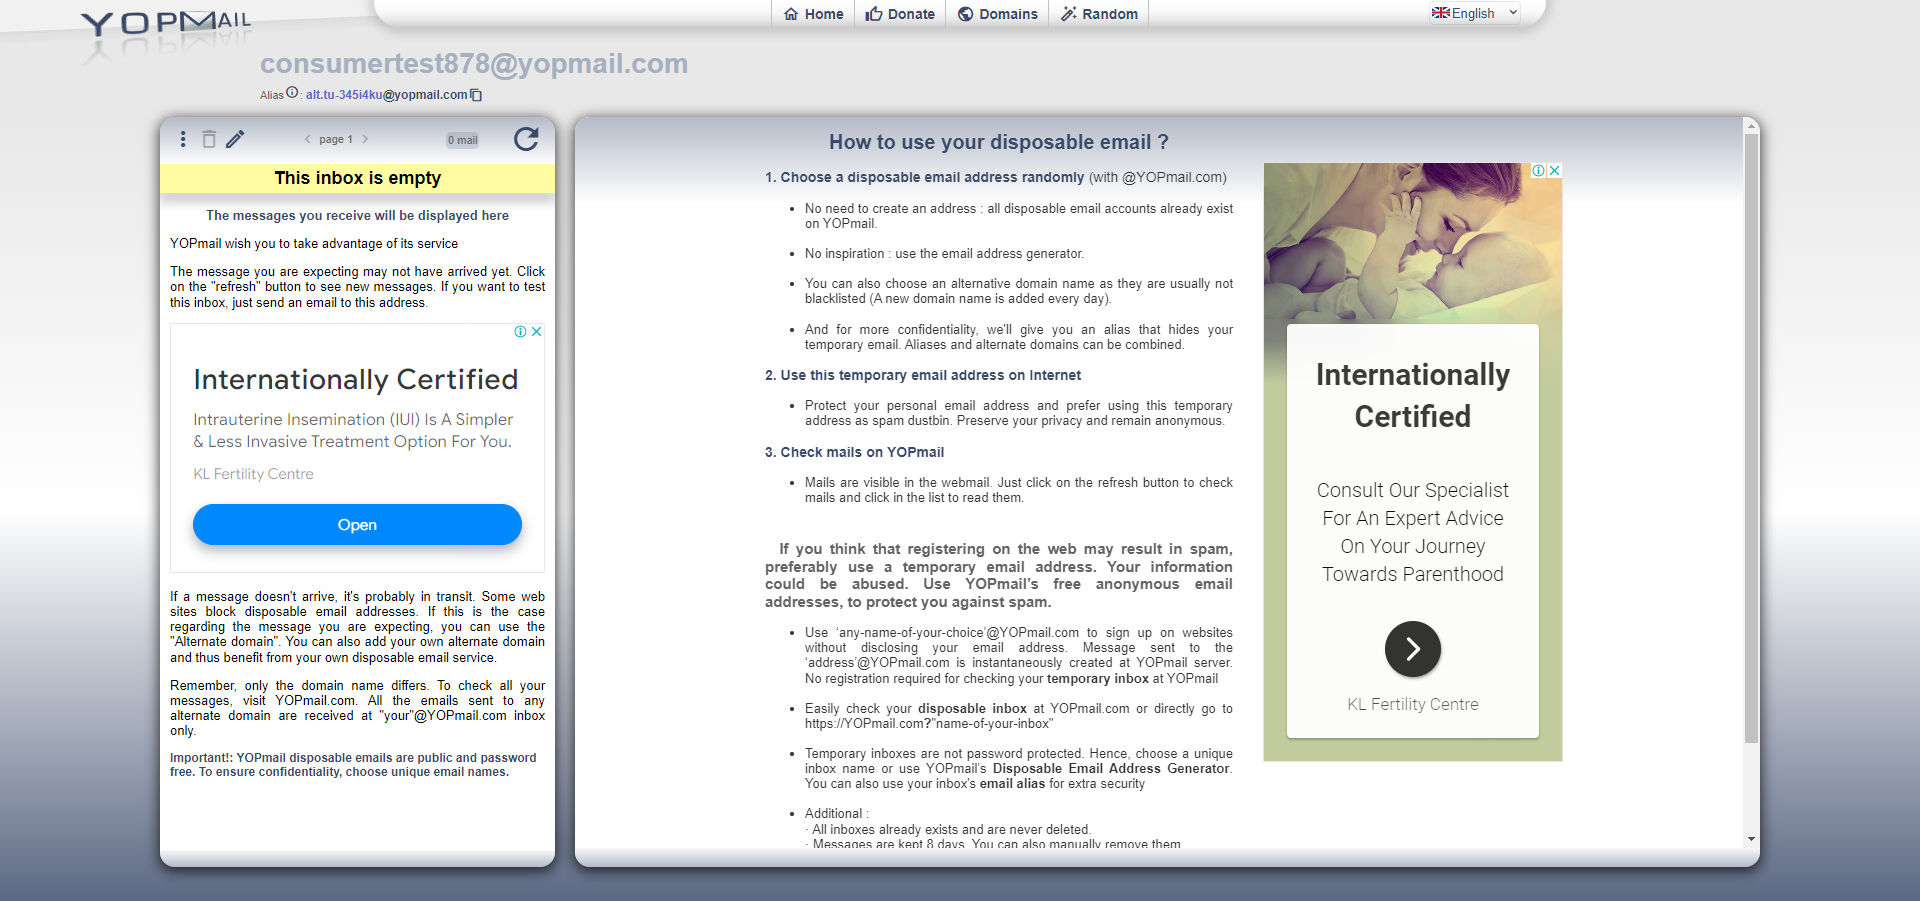 YOPMAIL
Home
Donate
Domains
Random
English
consumertest878@yopmail.com
Alias : alt.tu-345i4ku@yopmail.com
page 1
0 mail
This inbox is empty
The messages you receive will be displayed here
YOPmail wish you to take advantage of its service
The message you are expecting may not have arrived yet. Click
on the "refresh" button to see new messages. If you want to test
this inbox, just send an email to this address.
Internationally Certified
Intrauterine Insemination (IUI) Is A Simpler
& Less Invasive Treatment Option For You.
KL Fertility Centre
Open
If a message doesn't arrive, it's probably in transit. Some web
sites block disposable email addresses. If this is the case
regarding the message you are expecting, you can use the
"Alternate domain". You can also add your own alternate domain
and thus benefit from your own disposable email service.
Remember, only the domain name differs. To check all your
messages, visit YOPmail.com. All the emails sent to any
alternate domain are received at "your"@YOPmail.com inbox
only.
Important!: YOPmail disposable emails are public and password
free. To ensure confidentiality, choose unique email names.
How to use your disposable email ?
1. Choose a disposable email address randomly (with @YOPmail.com)
• No need to create an address : all disposable email accounts already exist
on YOPmail.
• No inspiration : use the email address generator.
• You can also choose an alternative domain name as they are usually not
blacklisted (A new domain name is added every day).
• And for more confidentiality, we'll give you an alias that hides your
temporary email. Aliases and alternate domains can be combined.
2. Use this temporary email address on Internet
• Protect your personal email address and prefer using this temporary
address as spam dustbin. Preserve your privacy and remain anonymous.
3. Check mails on YOPmail
• Mails are visible in the webmail. Just click on the refresh button to check
mails and click in the list to read them.
If you think that registering on the web may result in spam,
preferably use a temporary email address. Your information
could be abused. Use YOPmail's free anonymous email
addresses, to protect you against spam.
• Use 'any-name-of-your-choice'@YOPmail.com to sign up on websites
without disclosing your email address. Message sent to the
'address'@YOPmail.com is instantaneously created at YOPmail server.
No registration required for checking your temporary inbox at YOPmail
• Easily check your disposable inbox at YOPmail.com or directly go to
https://YOPmail.com?"name-of-your-inbox"
• Temporary inboxes are not password protected. Hence, choose a unique
inbox name or use YOPmail's Disposable Email Address Generator.
You can also use your inbox's email alias for extra security
• Additional :
· All inboxes already exists and are never deleted.
· Messages are kept 8 days. You can also manually remove them
Internationally
Certified
Consult Our Specialist
For An Expert Advice
On Your Journey
Towards Parenthood
KL Fertility Centre